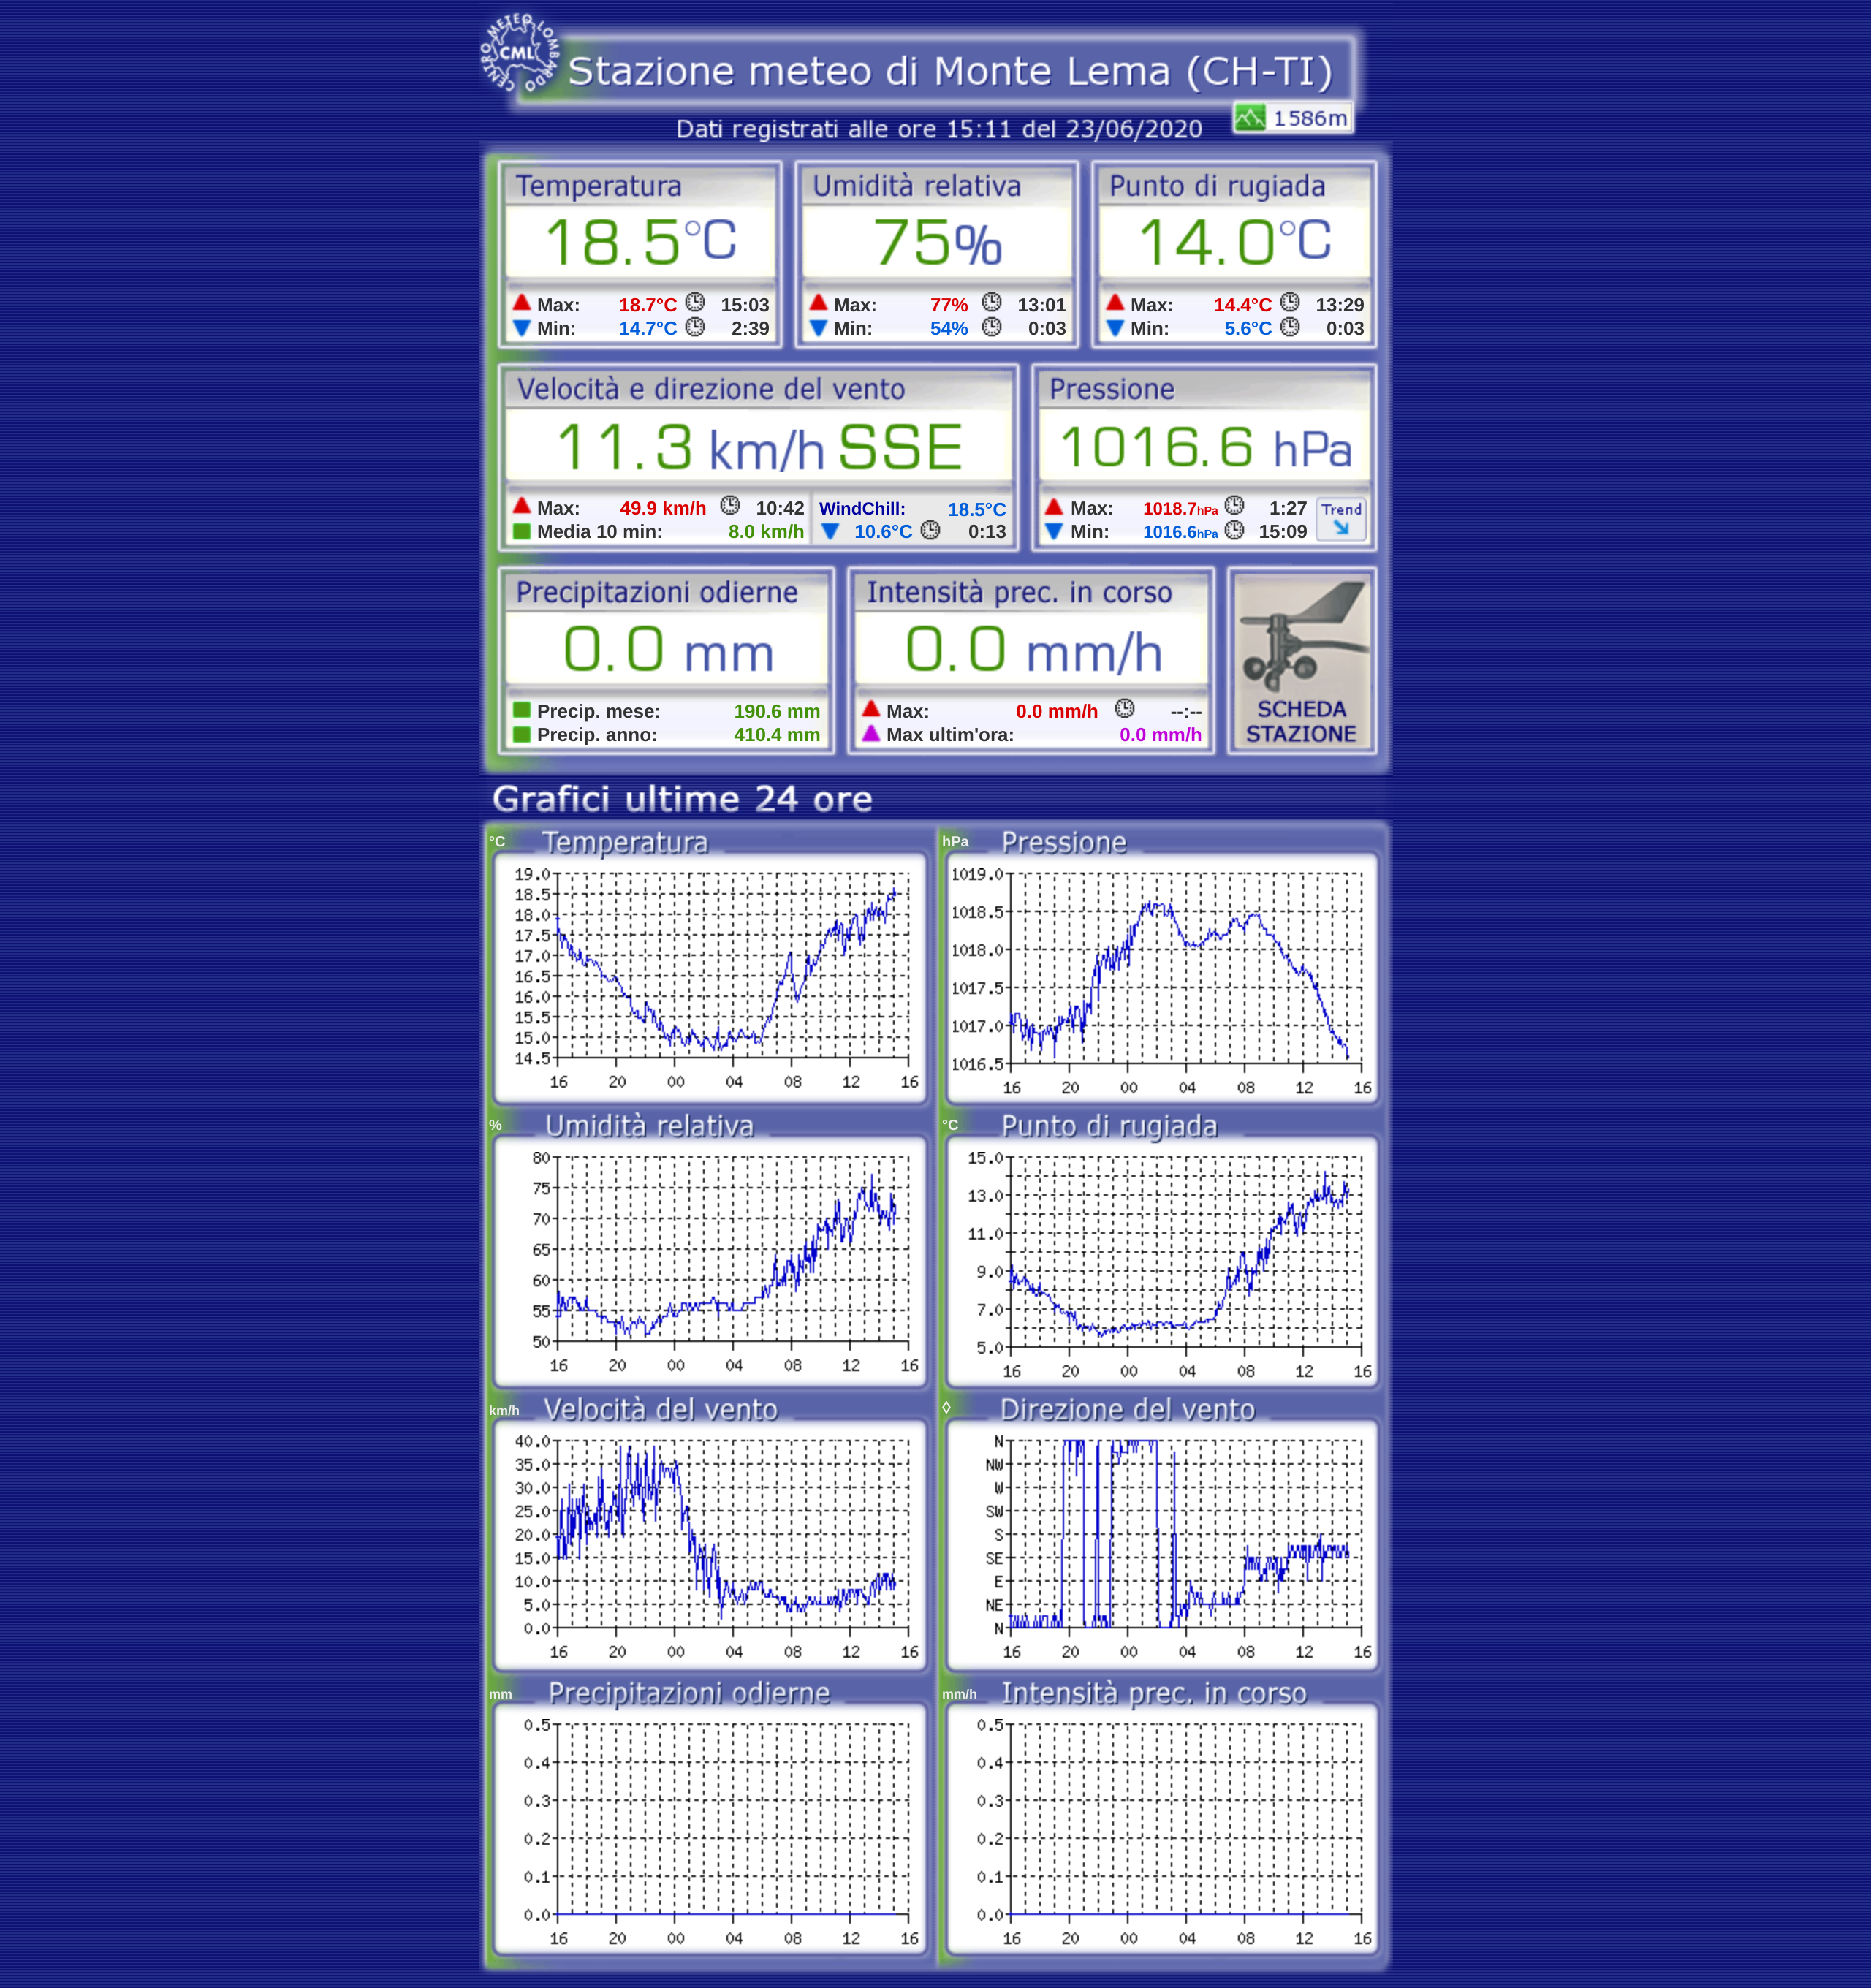 CENTRO METEO LOMBARDO
CML
Stazione meteo di Monte Lema (CH-TI)
1586m
Dati registrati alle ore 15:11 del 23/06/2020
Temperatura
18.5°C
Max: 18.7°C 15:03
Min: 14.7°C 2:39
Umidità relativa
75%
Max: 77% 13:01
Min: 54% 0:03
Punto di rugiada
14.0°C
Max: 14.4°C 13:29
Min: 5.6°C 0:03
Velocità e direzione del vento
11.3 km/h SSE
Max: 49.9 km/h 10:42
Media 10 min: 8.0 km/h
WindChill: 18.5°C
10.6°C 0:13
Pressione
1016.6 hPa
Max: 1018.7hPa 1:27
Min: 1016.6hPa 15:09
Trend
Precipitazioni odierne
0.0 mm
Precip. mese: 190.6 mm
Precip. anno: 410.4 mm
Intensità prec. in corso
0.0 mm/h
Max: 0.0 mm/h --:--
Max ultim'ora: 0.0 mm/h
SCHEDA
STAZIONE
Grafici ultime 24 ore
°C Temperatura
19.0
18.5
18.0
17.5
17.0
16.5
16.0
15.5
15.0
14.5
16 20 00 04 08 12 16
hPa Pressione
1019.0
1018.5
1018.0
1017.5
1017.0
1016.5
16 20 00 04 08 12 16
% Umidità relativa
80
75
70
65
60
55
50
16 20 00 04 08 12 16
°C Punto di rugiada
15.0
13.0
11.0
9.0
7.0
5.0
16 20 00 04 08 12 16
km/h Velocità del vento
40.0
35.0
30.0
25.0
20.0
15.0
10.0
5.0
0.0
16 20 00 04 08 12 16
◊ Direzione del vento
N
NW
W
SW
S
SE
E
NE
N
16 20 00 04 08 12 16
mm Precipitazioni odierne
0.5
0.4
0.3
0.2
0.1
0.0
16 20 00 04 08 12 16
mm/h Intensità prec. in corso
0.5
0.4
0.3
0.2
0.1
0.0
16 20 00 04 08 12 16